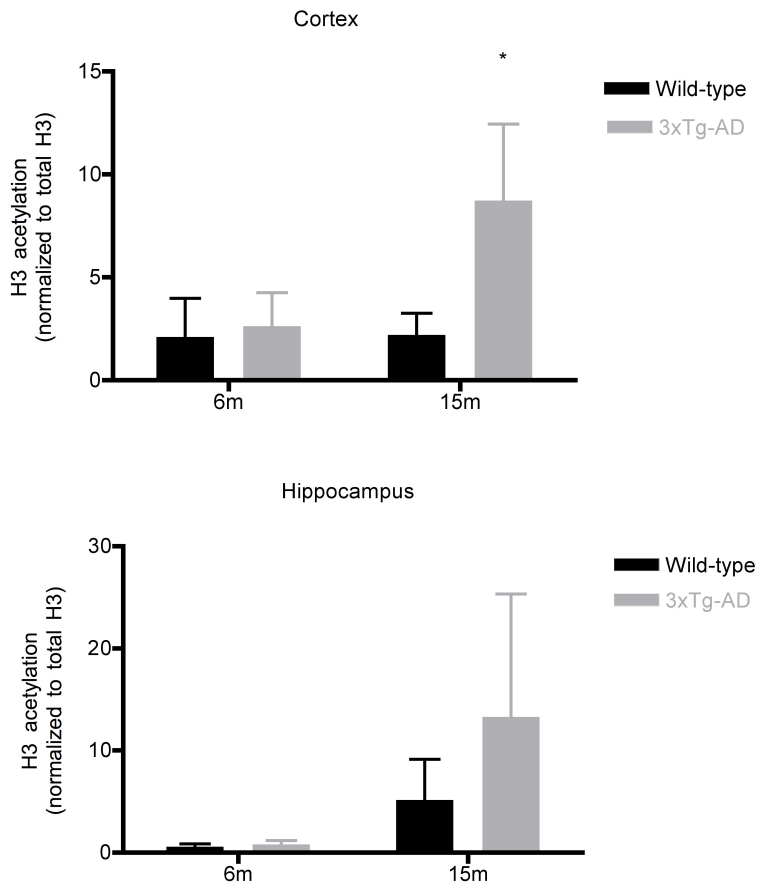 Cortex
*
15
10
5
0
H3 acetylation
(normalized to total H3)
6m
15m
Wild-type
3xTg-AD
Hippocampus
30
20
10
0
H3 acetylation
(normalized to total H3)
6m
15m
Wild-type
3xTg-AD